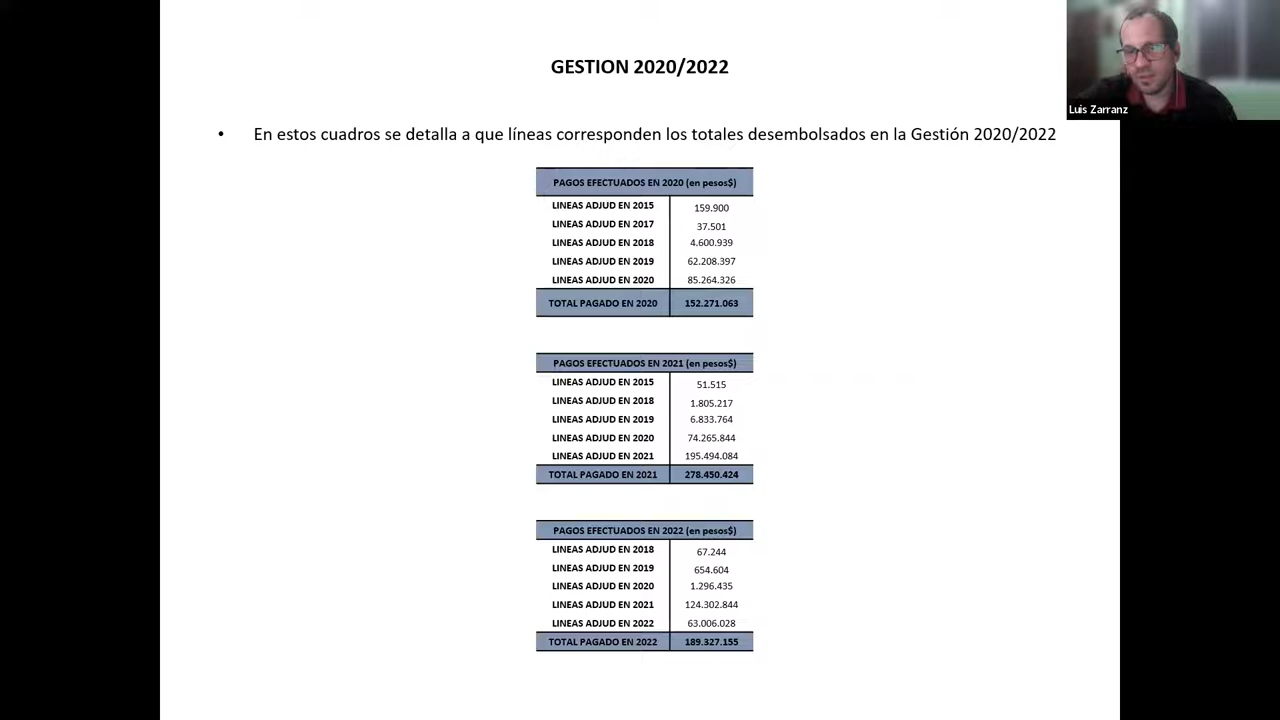 GESTION 2020/2022
Luis Zarranz
• En estos cuadros se detalla a que líneas corresponden los totales desembolsados en la Gestión 2020/2022
PAGOS EFECTUADOS EN 2020 (en pesos$)
LINEAS ADJUD EN 2015 159.900
LINEAS ADJUD EN 2017 37.501
LINEAS ADJUD EN 2018 4.600.939
LINEAS ADJUD EN 2019 62.208.397
LINEAS ADJUD EN 2020 85.264.326
TOTAL PAGADO EN 2020 152.271.063
PAGOS EFECTUADOS EN 2021 (en pesos$)
LINEAS ADJUD EN 2015 51.515
LINEAS ADJUD EN 2018 1.805.217
LINEAS ADJUD EN 2019 6.833.764
LINEAS ADJUD EN 2020 74.265.844
LINEAS ADJUD EN 2021 195.494.084
TOTAL PAGADO EN 2021 278.450.424
PAGOS EFECTUADOS EN 2022 (en pesos$)
LINEAS ADJUD EN 2018 67.244
LINEAS ADJUD EN 2019 654.604
LINEAS ADJUD EN 2020 1.296.435
LINEAS ADJUD EN 2021 124.302.844
LINEAS ADJUD EN 2022 63.006.028
TOTAL PAGADO EN 2022 189.327.155